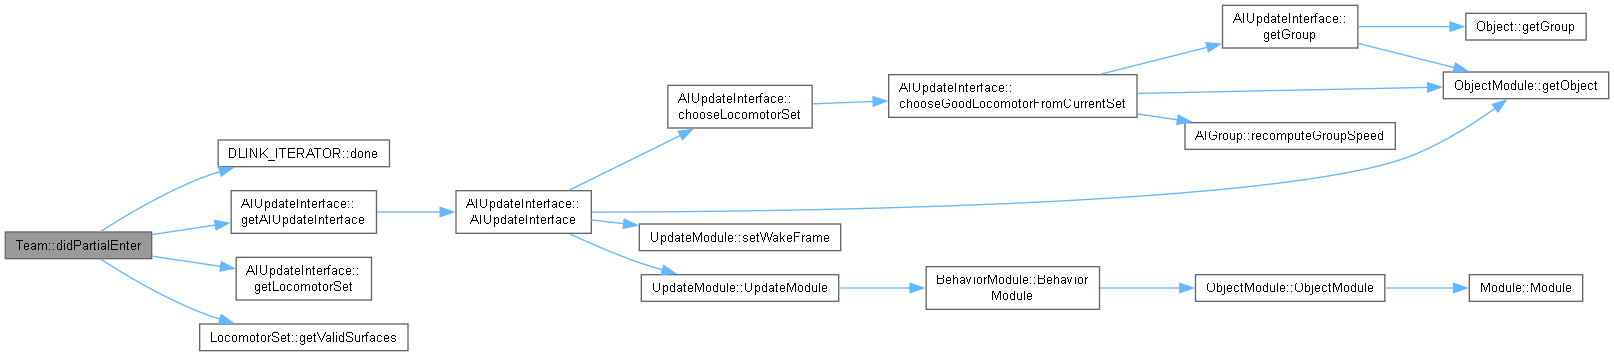 Team::didPartialEnter
DLINK_ITERATOR::done
AIUpdateInterface::
getAIUpdateInterface
AIUpdateInterface::
getLocomotorSet
LocomotorSet::getValidSurfaces
AIUpdateInterface::
AIUpdateInterface
AIUpdateInterface::
chooseLocomotorSet
UpdateModule::setWakeFrame
UpdateModule::UpdateModule
AIUpdateInterface::
chooseGoodLocomotorFromCurrentSet
BehaviorModule::Behavior
Module
AIUpdateInterface::
getGroup
AIGroup::recomputeGroupSpeed
ObjectModule::ObjectModule
Object::getGroup
ObjectModule::getObject
Module::Module